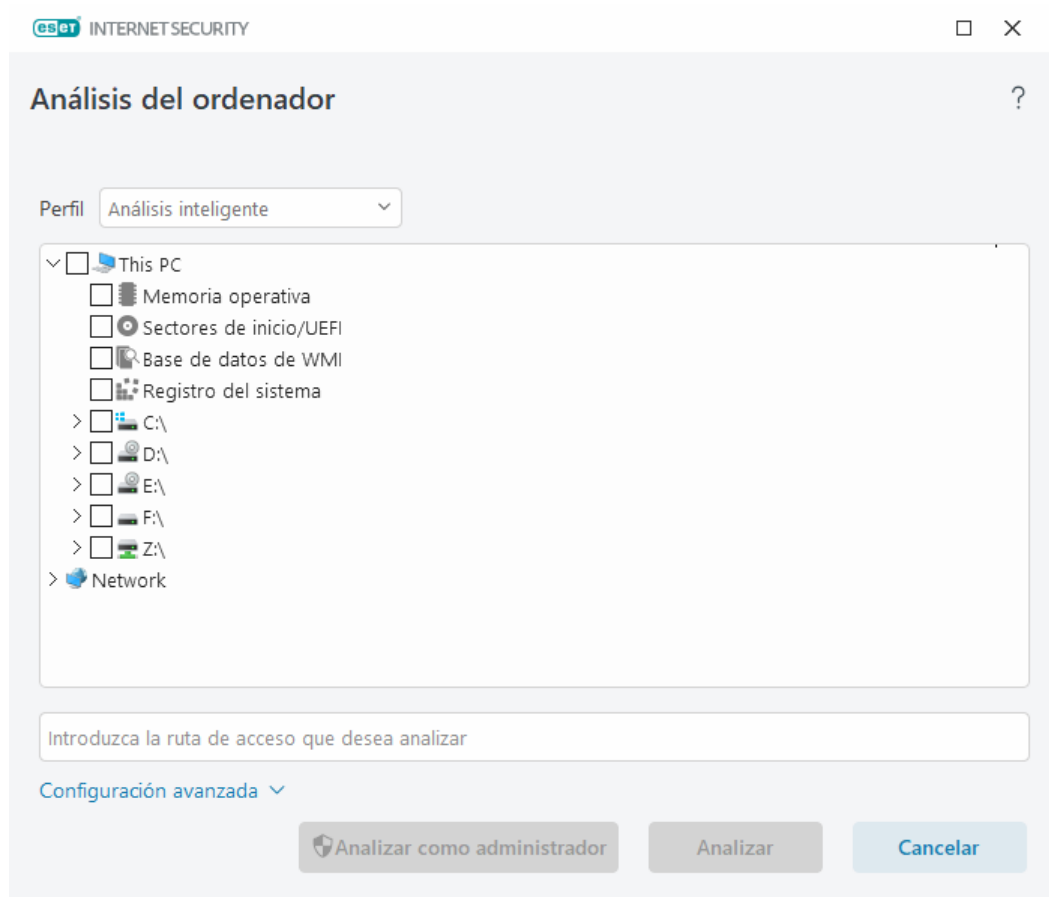 eseT INTERNET SECURITY
Análisis del ordenador
?
Perfil Análisis inteligente
This PC
Memoria operativa
Sectores de inicio/UEFI
Base de datos de WMI
Registro del sistema
C:\
D:\
E:\
F:\
Z:\
Network
Introduzca la ruta de acceso que desea analizar
Configuración avanzada
Analizar como administrador Analizar Cancelar